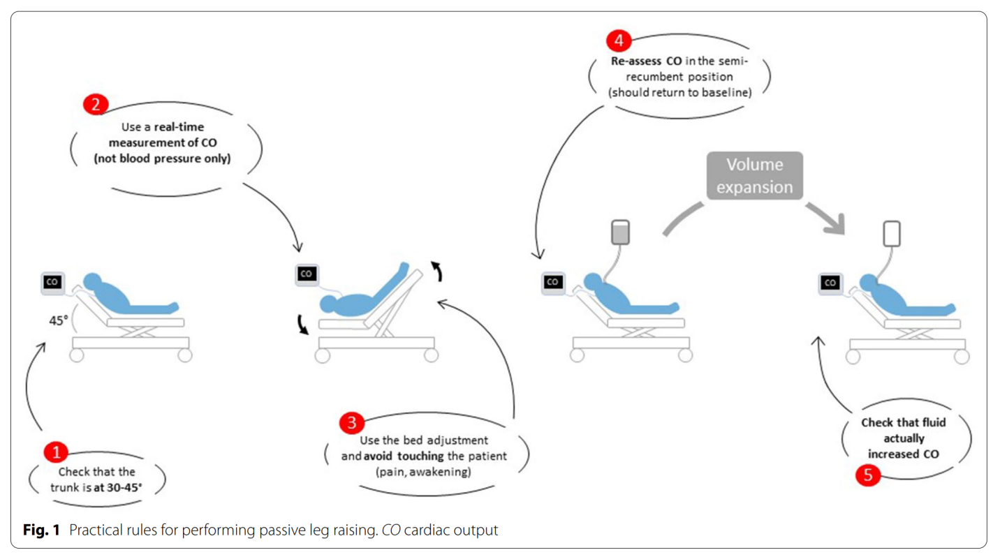 1
Check that the
trunk is at 30-45°
2
Use a real-time
measurement of CO
(not blood pressure only)
3
Use the bed adjustment
and avoid touching the patient
(pain, awakening)
4
Re-assess CO in the semi-
recumbent position
(should return to baseline)
Volume
expansion
Check that fluid
actually
increased CO
5
CO
45°
CO
CO
CO
Fig. 1 Practical rules for performing passive leg raising. CO cardiac output